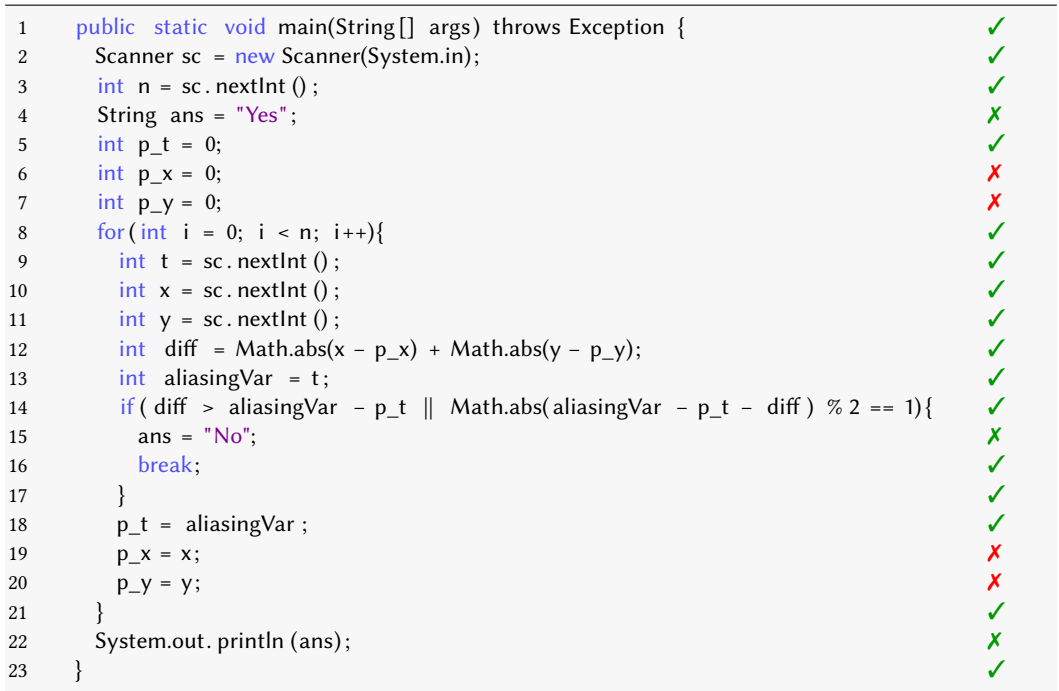 1 public static void main(String[] args) throws Exception { ✓
2 Scanner sc = new Scanner(System.in); ✓
3 int n = sc.nextInt(); ✓
4 String ans = "Yes"; ✗
5 int p_t = 0; ✓
6 int p_x = 0; ✗
7 int p_y = 0; ✗
8 for(int i = 0; i < n; i++){ ✓
9 int t = sc.nextInt(); ✓
10 int x = sc.nextInt(); ✓
11 int y = sc.nextInt(); ✓
12 int diff = Math.abs(x - p_x) + Math.abs(y - p_y); ✓
13 int aliasingVar = t; ✓
14 if(diff > aliasingVar - p_t || Math.abs(aliasingVar - p_t - diff) % 2 == 1){ ✓
15 ans = "No"; ✗
16 break; ✓
17 } ✓
18 p_t = aliasingVar; ✓
19 p_x = x; ✗
20 p_y = y; ✗
21 } ✓
22 System.out.println(ans); ✗
23 } ✓